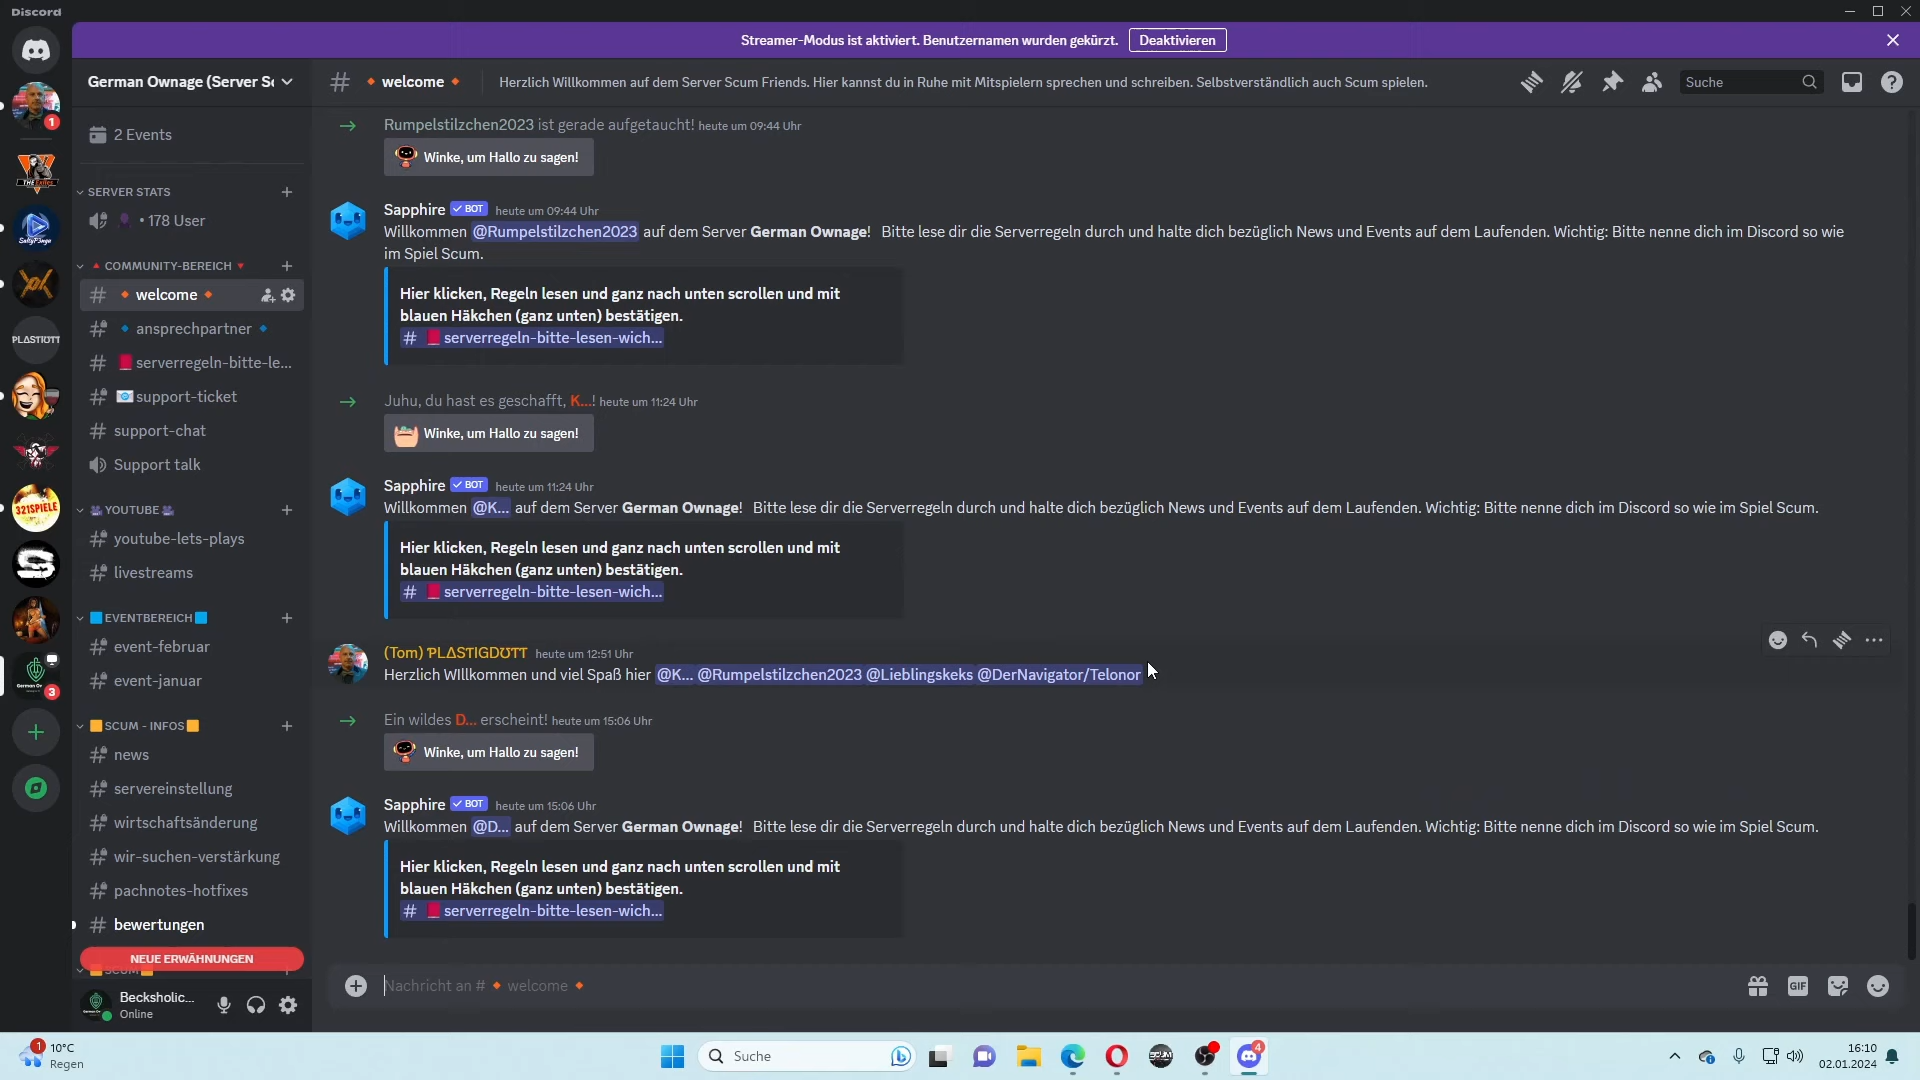 Discord
Streamer-Modus ist aktiviert. Benutzernamen wurden gekürzt.
Deaktivieren
German Ownage (Server Sc
# welcome
Herzlich Willkommen auf dem Server Scum Friends. Hier kannst du in Ruhe mit Mitspielern sprechen und schreiben. Selbstverständlich auch Scum spielen.
Suche
1
THE Exiles
PLΔSTIGTT
321SPIELE
3
2 Events
SERVER STATS
• 178 User
COMMUNITY-BEREICH
# welcome
# ansprechpartner
# serverregeln-bitte-le...
# support-ticket
# support-chat
Support talk
YOUTUBE
# youtube-lets-plays
# livestreams
EVENTBEREICH
# event-februar
# event-januar
SCUM - INFOS
# news
# servereinstellung
# wirtschaftsänderung
# wir-suchen-verstärkung
# pachnotes-hotfixes
# bewertungen
NEUE ERWÄHNUNGEN
SCUM
Becksholic...
Online
Rumpelstilzchen2023 ist gerade aufgetaucht! heute um 09:44 Uhr
Winke, um Hallo zu sagen!
Sapphire ✓ BOT heute um 09:44 Uhr
Willkommen @Rumpelstilzchen2023 auf dem Server German Ownage! Bitte lese dir die Serverregeln durch und halte dich bezüglich News und Events auf dem Laufenden. Wichtig: Bitte nenne dich im Discord so wie
im Spiel Scum.
Hier klicken, Regeln lesen und ganz nach unten scrollen und mit
blauen Häkchen (ganz unten) bestätigen.
# serverregeln-bitte-lesen-wich...
Juhu, du hast es geschafft, K...! heute um 11:24 Uhr
Winke, um Hallo zu sagen!
Sapphire ✓ BOT heute um 11:24 Uhr
Willkommen @K... auf dem Server German Ownage! Bitte lese dir die Serverregeln durch und halte dich bezüglich News und Events auf dem Laufenden. Wichtig: Bitte nenne dich im Discord so wie im Spiel Scum.
Hier klicken, Regeln lesen und ganz nach unten scrollen und mit
blauen Häkchen (ganz unten) bestätigen.
# serverregeln-bitte-lesen-wich...
(Tom) ƤLΔSTIGDƱTT heute um 12:51 Uhr
Herzlich WIllkommen und viel Spaß hier @K... @Rumpelstilzchen2023 @Lieblingskeks @DerNavigator/Telonor
Ein wildes D... erscheint! heute um 15:06 Uhr
Winke, um Hallo zu sagen!
Sapphire ✓ BOT heute um 15:06 Uhr
Willkommen @D... auf dem Server German Ownage! Bitte lese dir die Serverregeln durch und halte dich bezüglich News und Events auf dem Laufenden. Wichtig: Bitte nenne dich im Discord so wie im Spiel Scum.
Hier klicken, Regeln lesen und ganz nach unten scrollen und mit
blauen Häkchen (ganz unten) bestätigen.
# serverregeln-bitte-lesen-wich...
Nachricht an # welcome
GIF
1
10°C
Regen
Suche
SCUM
4
16:10
02.01.2024